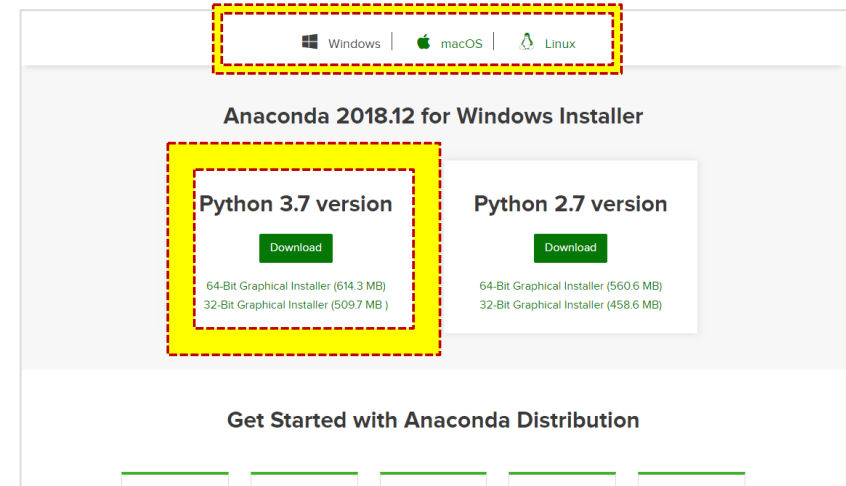 Windows macOS Linux
Anaconda 2018.12 for Windows Installer
Python 3.7 version
Download
64-Bit Graphical Installer (614.3 MB)
32-Bit Graphical Installer (509.7 MB )
Python 2.7 version
Download
64-Bit Graphical Installer (560.6 MB)
32-Bit Graphical Installer (458.6 MB)
Get Started with Anaconda Distribution